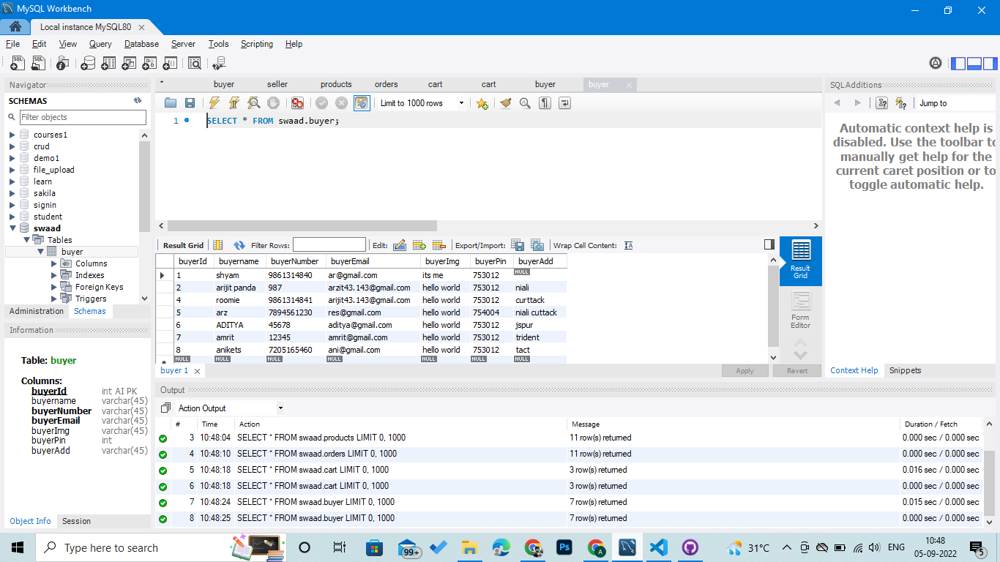 MySQL Workbench
Local instance MySQL80
File Edit View Query Database Server Tools Scripting Help
Navigator
SCHEMAS
Filter objects
courses1
crud
demo1
file_upload
learn
sakila
signin
student
swaad
Tables
buyer
Columns
Indexes
Foreign Keys
Triggers
Administration Schemas
Information
Table: buyer
Columns:
buyerId int AI PK
buyername varchar(45)
buyerNumber varchar(45)
buyerEmail varchar(45)
buyerImg varchar(45)
buyerPin int
buyerAdd varchar(45)
Object Info Session
buyer seller products orders cart cart buyer buyer
Limit to 1000 rows
1 SELECT * FROM swaad.buyer;
Result Grid Filter Rows: Edit: Export/Import: Wrap Cell Content:
buyerId buyername buyerNumber buyerEmail buyerImg buyerPin buyerAdd
1 shyam 9861314840 ar@gmail.com its me 753012 NULL
2 arijit panda 987 arzit43.143@gmail.com hello world 753012 niali
4 roomie 9861314841 arijit43.143@gmail.com hello world 753012 curttack
5 arz 7894561230 res@gmail.com hello world 754004 niali cuttack
6 ADITYA 45678 aditya@gmail.com hello world 753012 jspur
7 amrit 12345 amrit@gmail.com hello world 753012 trident
8 anikets 7205165460 ani@gmail.com hello world 753012 tact
NULL NULL NULL NULL NULL NULL NULL
Result Grid
Form Editor
buyer 1
Apply Revert
SQLAdditions
Jump to
Automatic context help is
disabled. Use the toolbar to
manually get help for the
current caret position or to
toggle automatic help.
Context Help Snippets
Output
Action Output
# Time Action Message Duration / Fetch
3 10:48:04 SELECT * FROM swaad.products LIMIT 0, 1000 11 row(s) returned 0.000 sec / 0.000 sec
4 10:48:10 SELECT * FROM swaad.orders LIMIT 0, 1000 11 row(s) returned 0.000 sec / 0.000 sec
5 10:48:18 SELECT * FROM swaad.cart LIMIT 0, 1000 3 row(s) returned 0.016 sec / 0.000 sec
6 10:48:18 SELECT * FROM swaad.cart LIMIT 0, 1000 3 row(s) returned 0.000 sec / 0.000 sec
7 10:48:24 SELECT * FROM swaad.buyer LIMIT 0, 1000 7 row(s) returned 0.015 sec / 0.000 sec
8 10:48:25 SELECT * FROM swaad.buyer LIMIT 0, 1000 7 row(s) returned 0.000 sec / 0.000 sec
Type here to search
99+
Ps
A
31°C
ENG
10:48
05-09-2022
5